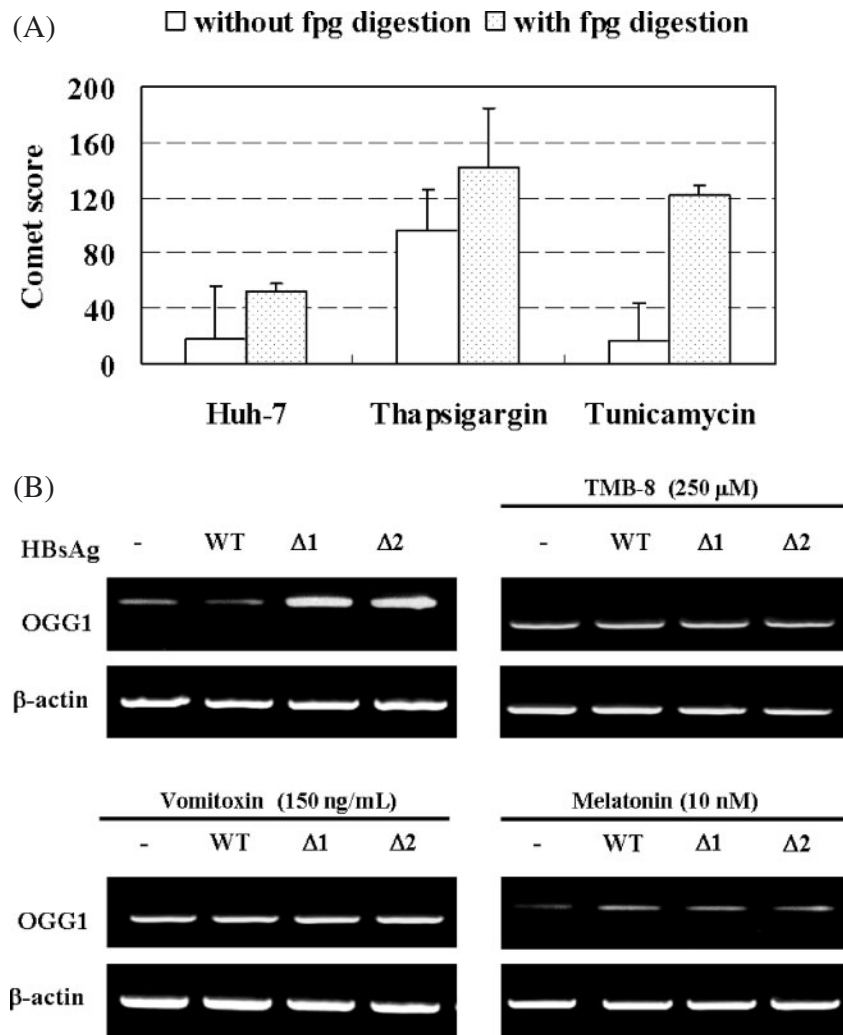 (A)
without fpg digestion with fpg digestion
200
160
120
80
40
0
Comet score
Huh-7 Thapsigargin Tunicamycin
(B)
TMB-8 (250 µM)
HBsAg - WT Δ1 Δ2
- WT Δ1 Δ2
OGG1
β-actin
Vomitoxin (150 ng/mL) Melatonin (10 nM)
- WT Δ1 Δ2 - WT Δ1 Δ2
OGG1
β-actin